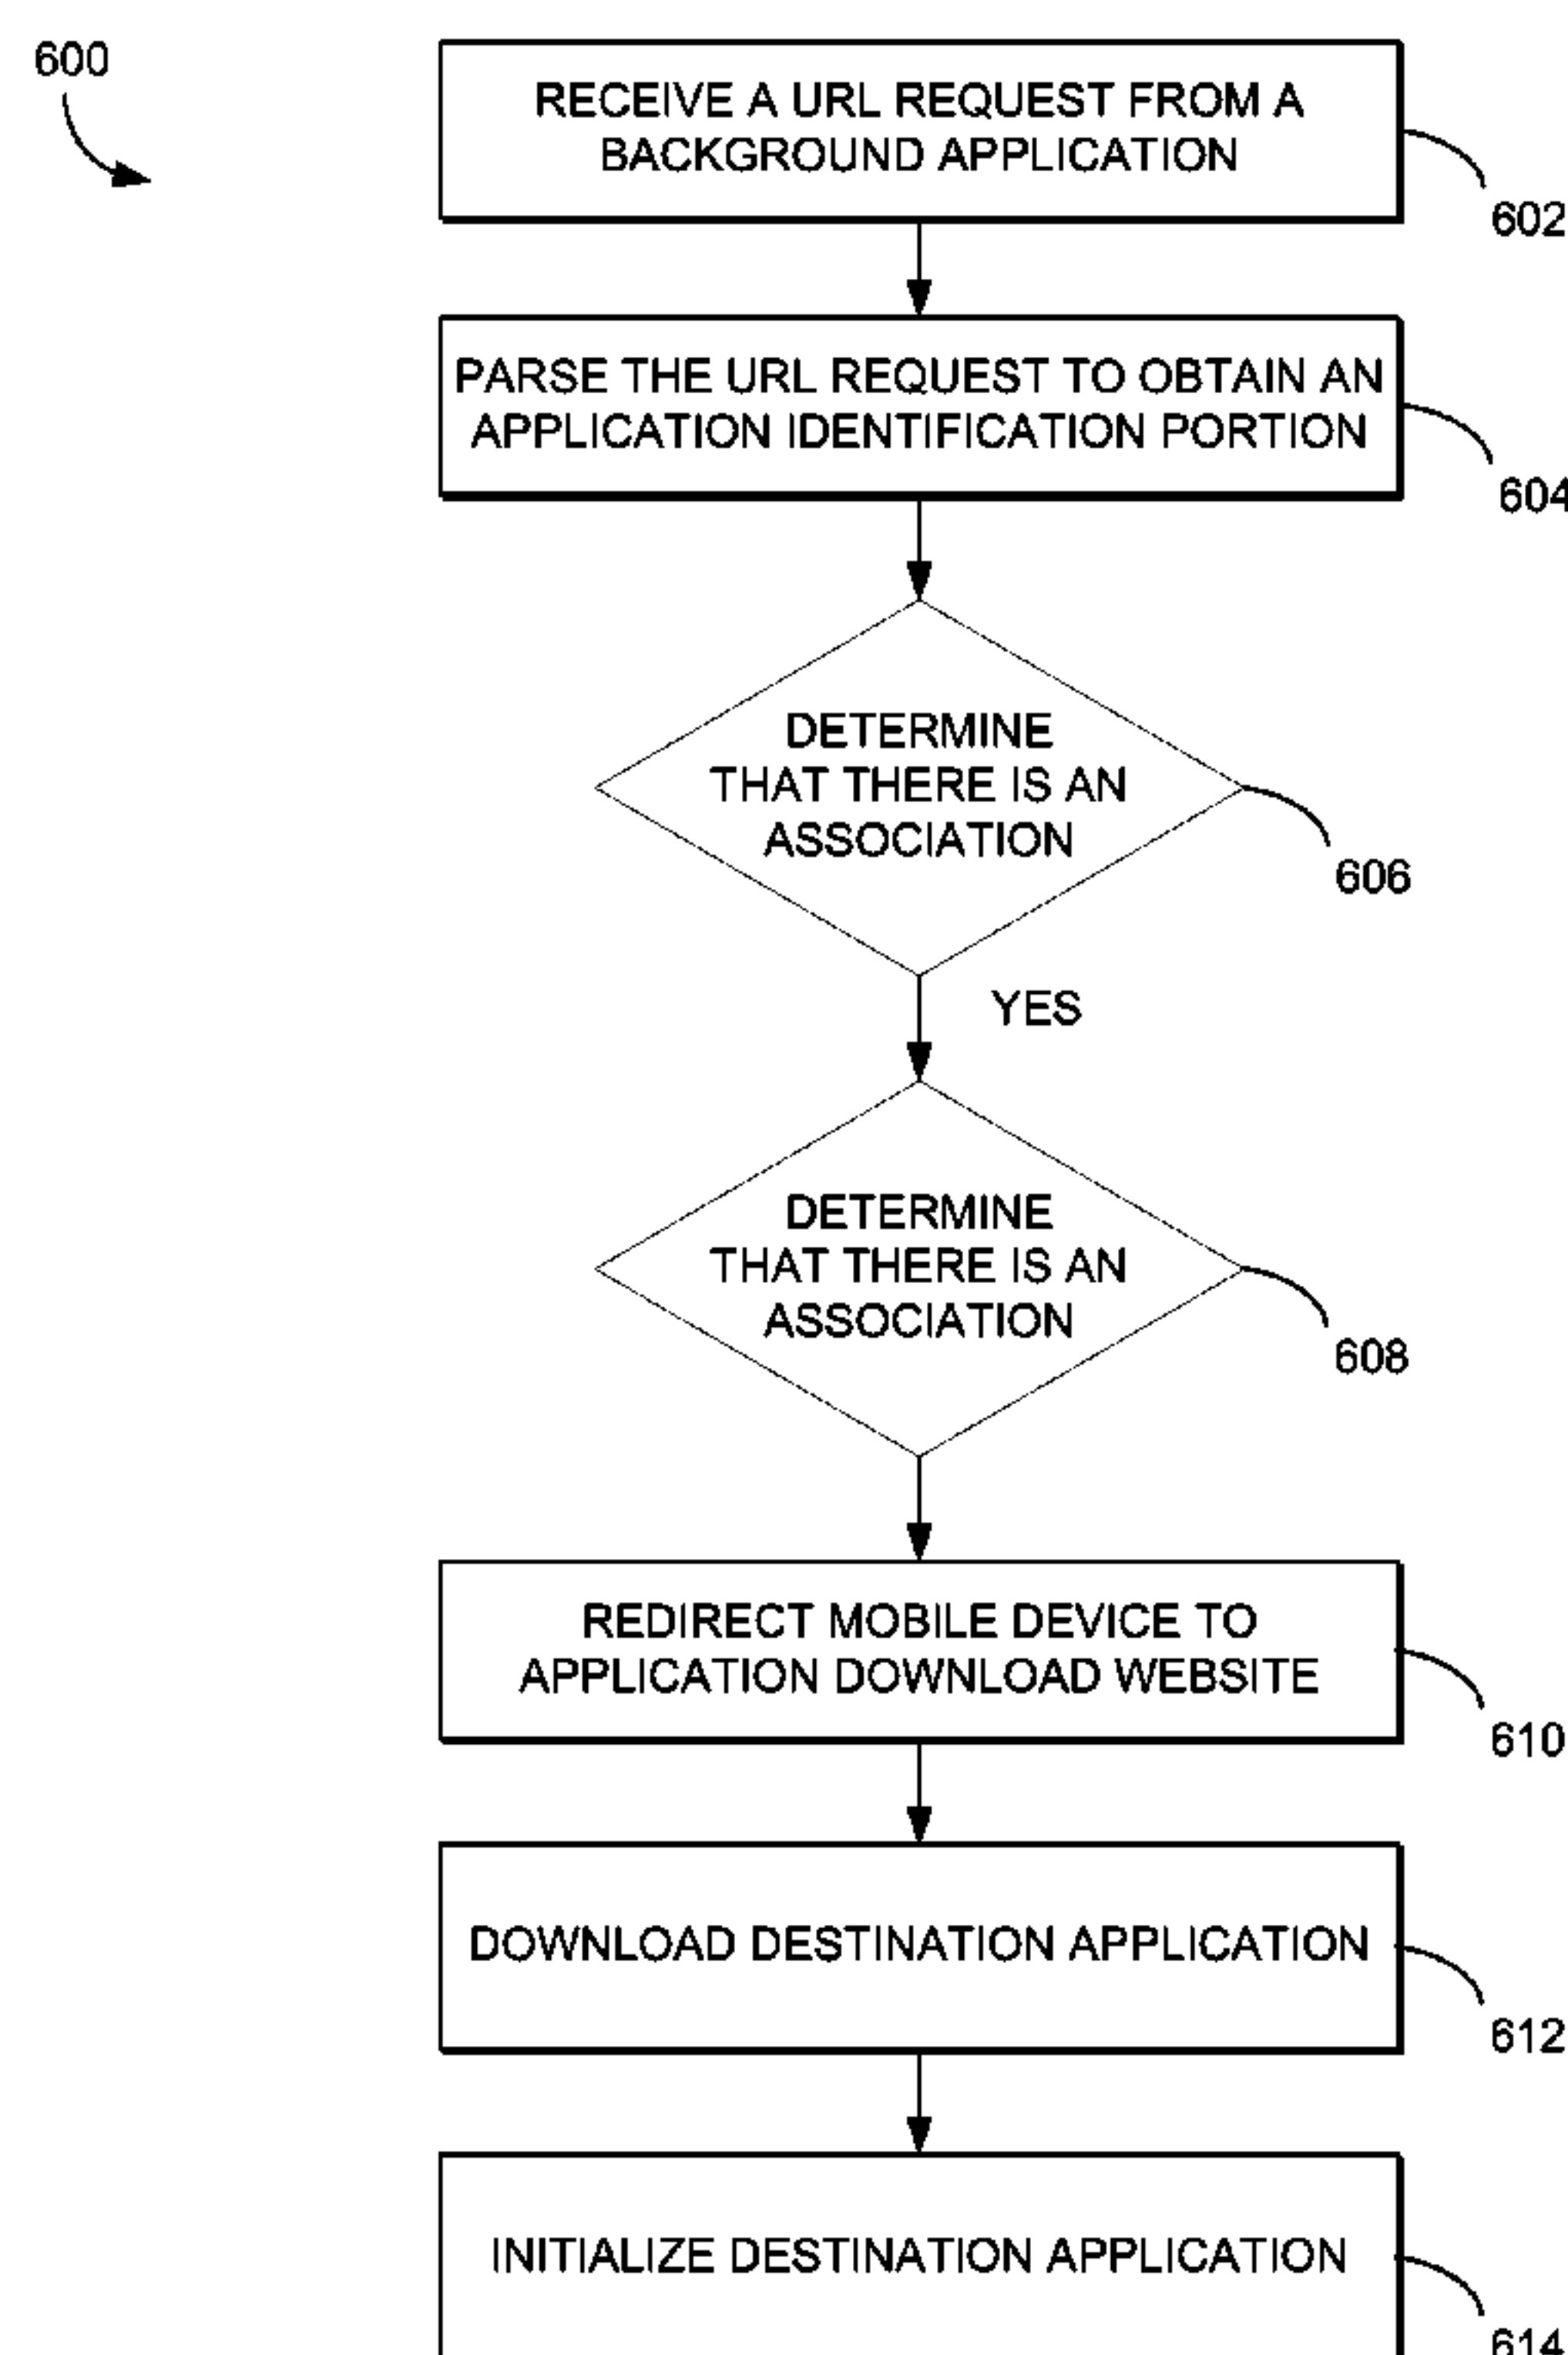 600
RECEIVE A URL REQUEST FROM A
BACKGROUND APPLICATION
602
PARSE THE URL REQUEST TO OBTAIN AN
APPLICATION IDENTIFICATION PORTION
604
DETERMINE
THAT THERE IS AN
ASSOCIATION
606
YES
DETERMINE
THAT THERE IS AN
ASSOCIATION
608
REDIRECT MOBILE DEVICE TO
APPLICATION DOWNLOAD WEBSITE
610
DOWNLOAD DESTINATION APPLICATION
612
INITIALIZE DESTINATION APPLICATION
614